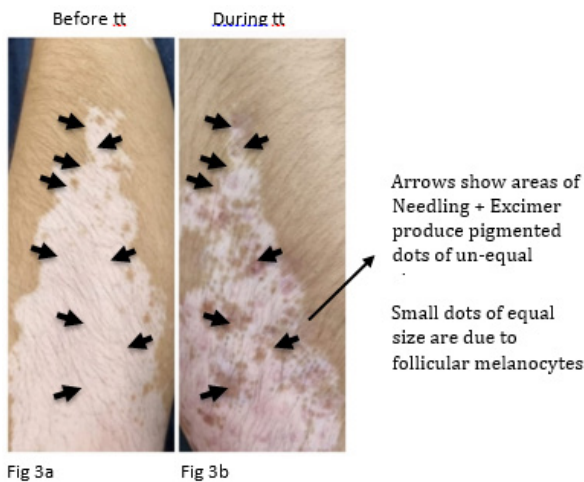 Before tt
During tt
Arrows show areas of
Needling + Excimer
produce pigmented
dots of un-equal
Small dots of equal
size are due to
follicular melanocytes
Fig 3a
Fig 3b